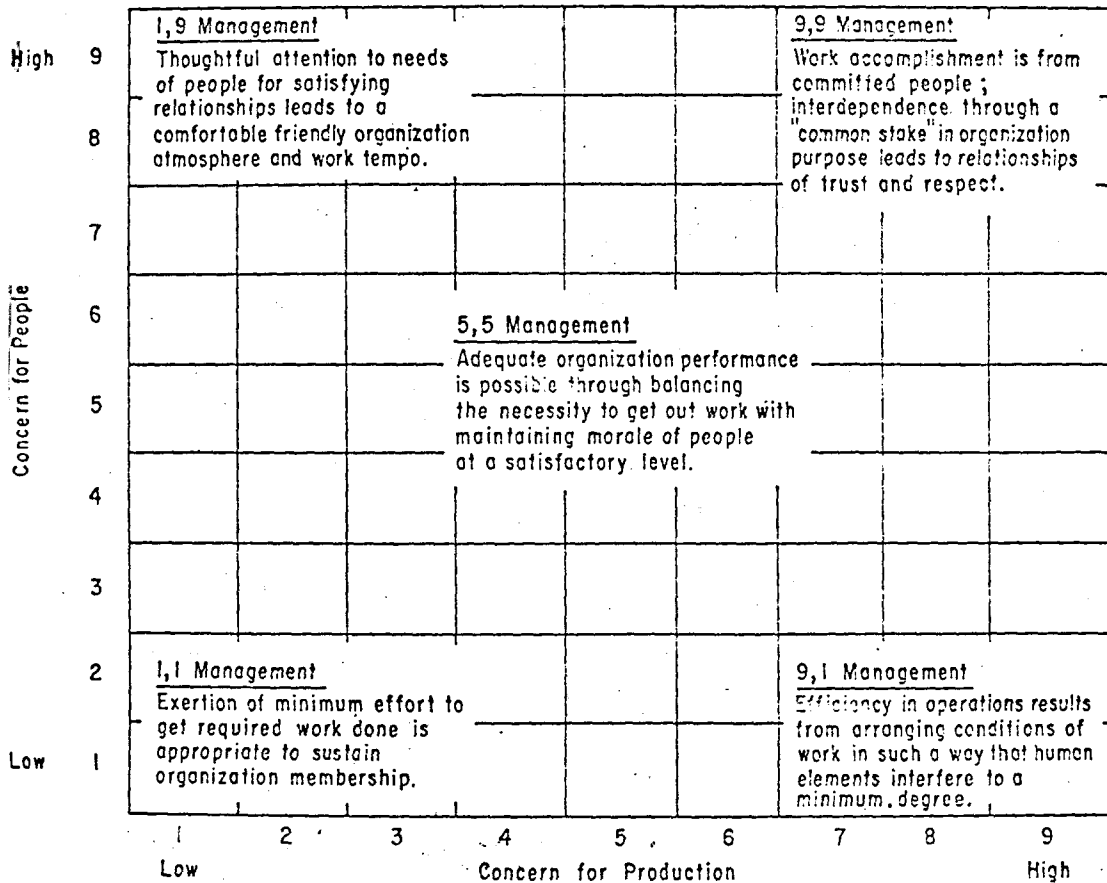 1,9 Management
Thoughtful attention to needs
of people for satisfying
relationships leads to a
comfortable friendly organization
atmosphere and work tempo.
9,9 Management
Work accomplishment is from
committed people;
interdependence through a
"common stake" in organization
purpose leads to relationships
of trust and respect.
5,5 Management
Adequate organization performance
is possible through balancing
the necessity to get out work with
maintaining morale of people
at a satisfactory level.
1,1 Management
Exertion of minimum effort to
get required work done is
appropriate to sustain
organization membership.
9,1 Management
Efficiency in operations results
from arranging conditions of
work in such a way that human
elements interfere to a
minimum degree.
Concern for People
High 9
8
7
6
5
4
3
2
Low 1
1 2 3 4 5 6 7 8 9
Low Concern for Production High